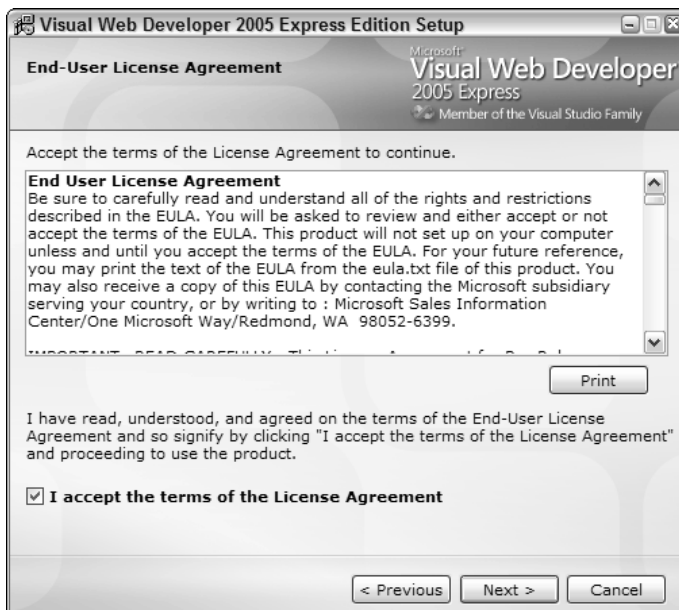 Visual Web Developer 2005 Express Edition Setup
End-User License Agreement
Microsoft
Visual Web Developer
2005 Express
Member of the Visual Studio Family
Accept the terms of the License Agreement to continue.
End User License Agreement
Be sure to carefully read and understand all of the rights and restrictions
described in the EULA. You will be asked to review and either accept or not
accept the terms of the EULA. This product will not set up on your computer
unless and until you accept the terms of the EULA. For your future reference,
you may print the text of the EULA from the eula.txt file of this product. You
may also receive a copy of this EULA by contacting the Microsoft subsidiary
serving your country, or by writing to : Microsoft Sales Information
Center/One Microsoft Way/Redmond, WA 98052-6399.
Print
I have read, understood, and agreed on the terms of the End-User License
Agreement and so signify by clicking "I accept the terms of the License Agreement"
and proceeding to use the product.
I accept the terms of the License Agreement
< Previous
Next >
Cancel